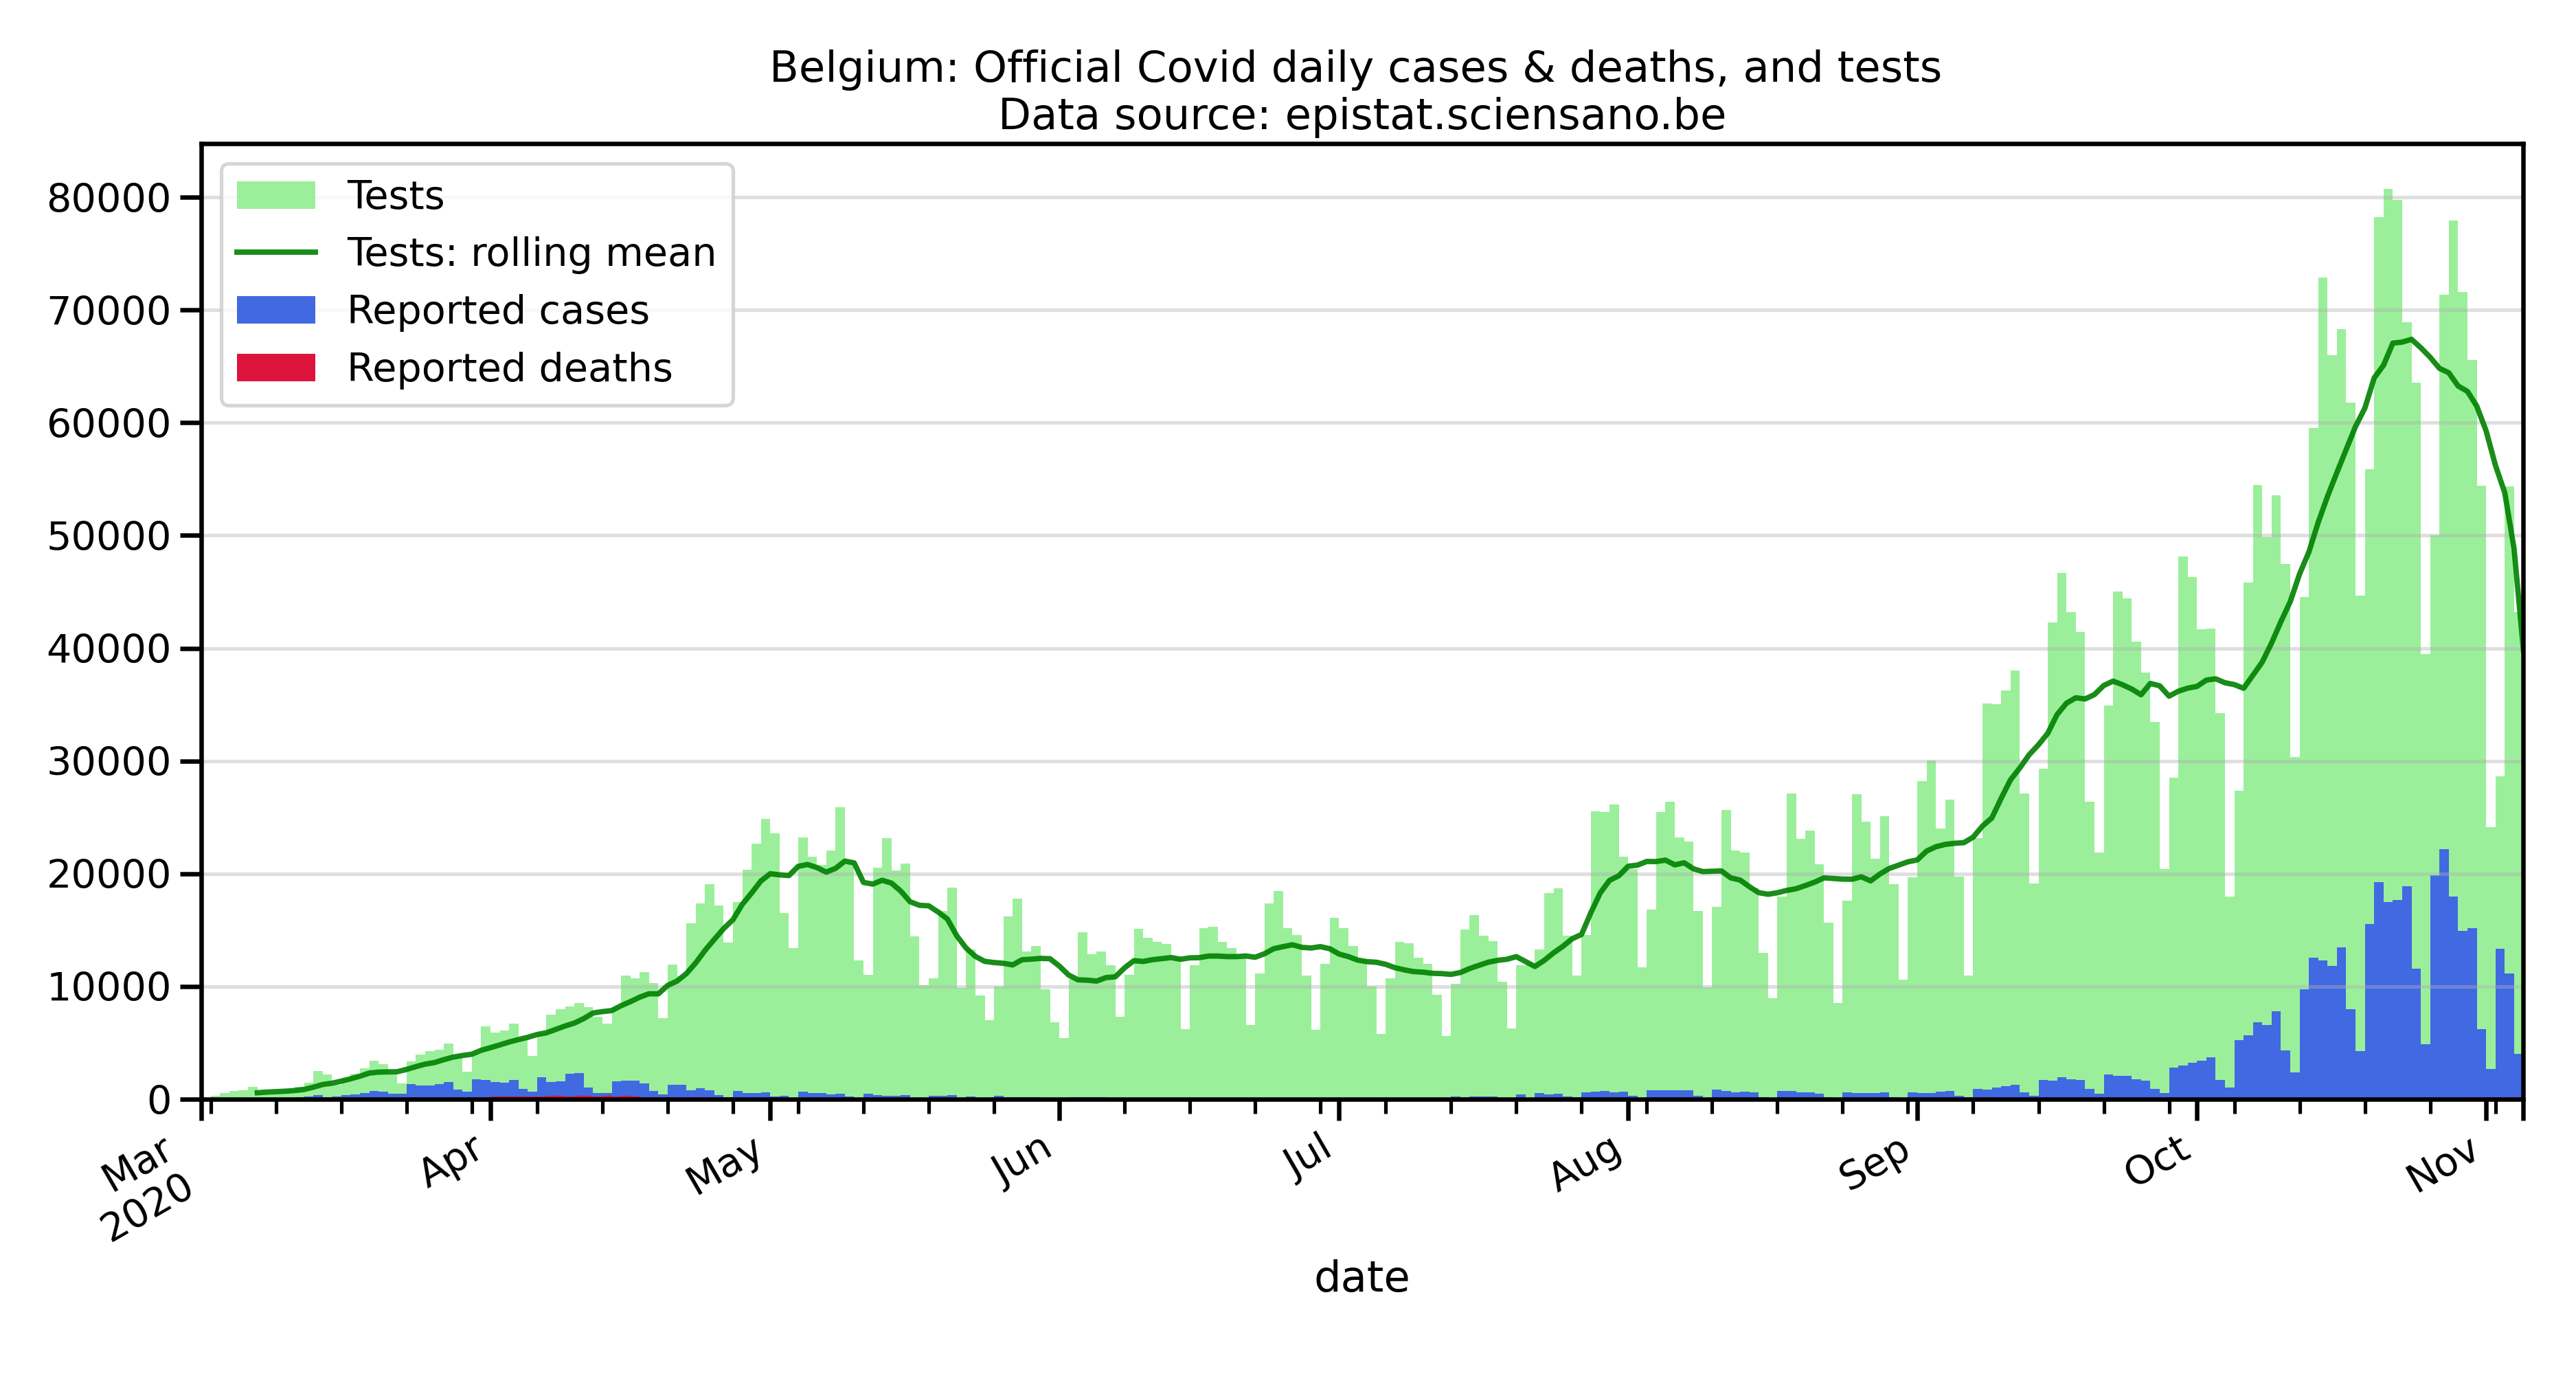 Belgium: Official Covid daily cases & deaths, and tests
Data source: epistat.sciensano.be
Tests
Tests: rolling mean
Reported cases
Reported deaths
80000
70000
60000
50000
40000
30000
20000
10000
0
Mar
2020
Apr
May
Jun
Jul
Aug
Sep
Oct
Nov
date